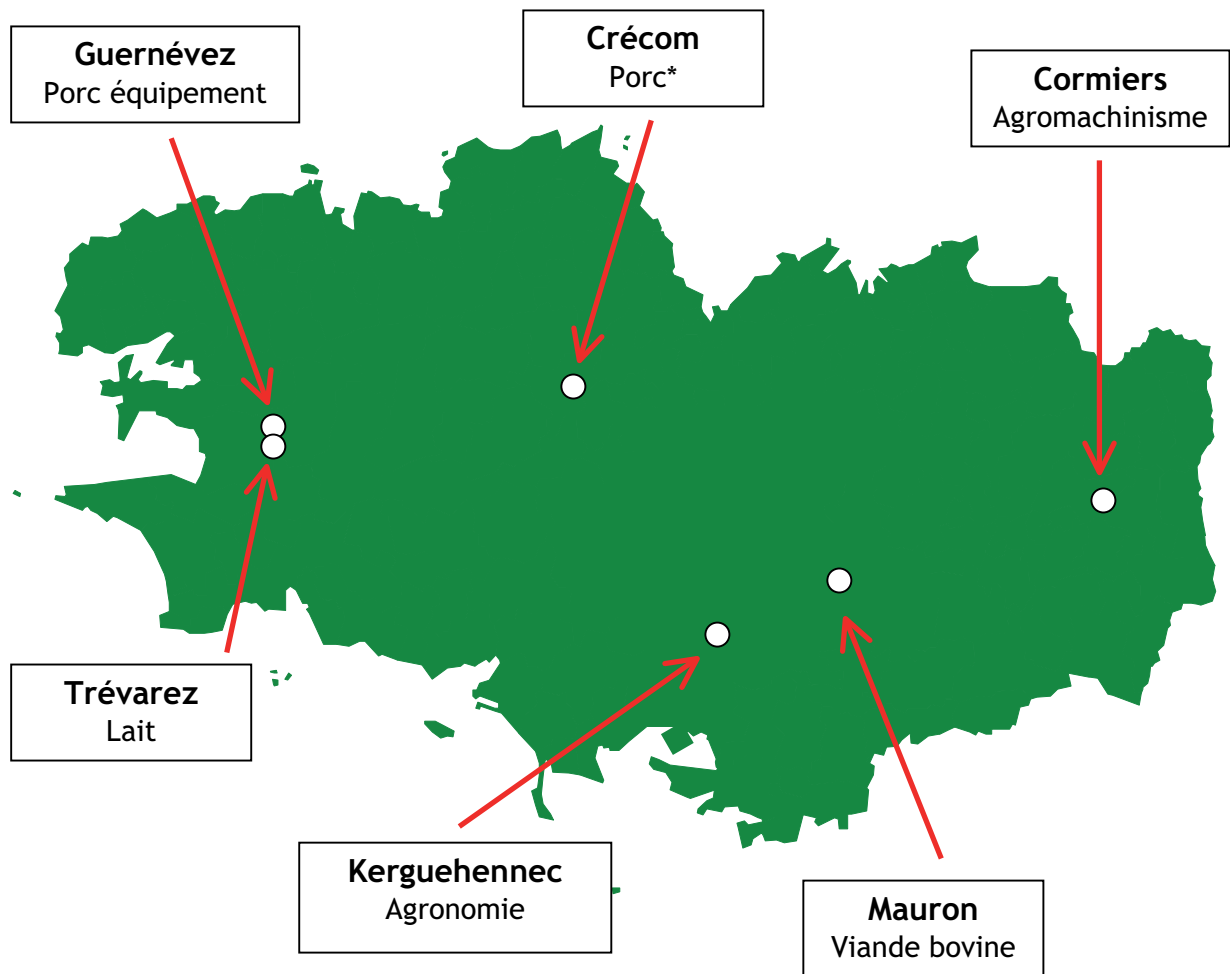 Guernévez
Porc équipement
Crécom
Porc*
Cormiers
Agromachinisme
Trévarez
Lait
Kerguehennec
Agronomie
Mauron
Viande bovine